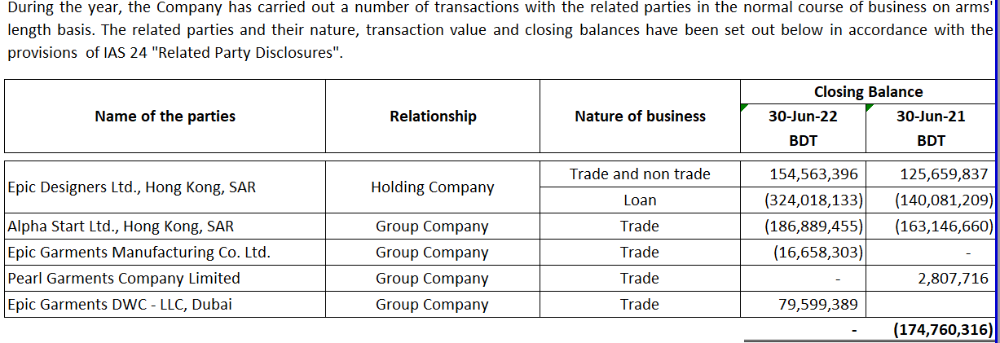 During the year, the Company has carried out a number of transactions with the related parties in the normal course of business on arms'
length basis. The related parties and their nature, transaction value and closing balances have been set out below in accordance with the
provisions of IAS 24 "Related Party Disclosures".
Closing Balance
Name of the parties Relationship Nature of business 30-Jun-22 30-Jun-21
BDT BDT
Epic Designers Ltd., Hong Kong, SAR Holding Company Trade and non trade 154,563,396 125,659,837
Loan (324,018,133) (140,081,209)
Alpha Start Ltd., Hong Kong, SAR Group Company Trade (186,889,455) (163,146,660)
Epic Garments Manufacturing Co. Ltd. Group Company Trade (16,658,303) -
Pearl Garments Company Limited Group Company Trade - 2,807,716
Epic Garments DWC - LLC, Dubai Group Company Trade 79,599,389
- (174,760,316)